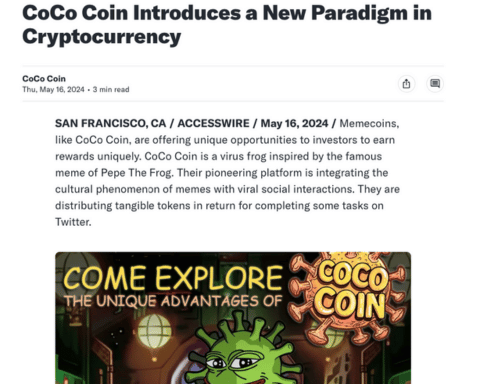 CoCo Coin Introduces a New Paradigm in
Cryptocurrency
CoCo Coin
Thu, May 16, 2024 • 3 min read
SAN FRANCISCO, CA / ACCESSWIRE / May 16, 2024 / Memecoins,
like CoCo Coin, are offering unique opportunities to investors to earn
rewards uniquely. CoCo Coin is a virus frog inspired by the famous
meme of Pepe The Frog. Their pioneering platform is integrating the
cultural phenomenon of memes with viral social interactions. They are
distributing tangible tokens in return for completing some tasks on
Twitter.
COME EXPLORE
THE UNIQUE ADVANTAGES OF
COCO
COIN